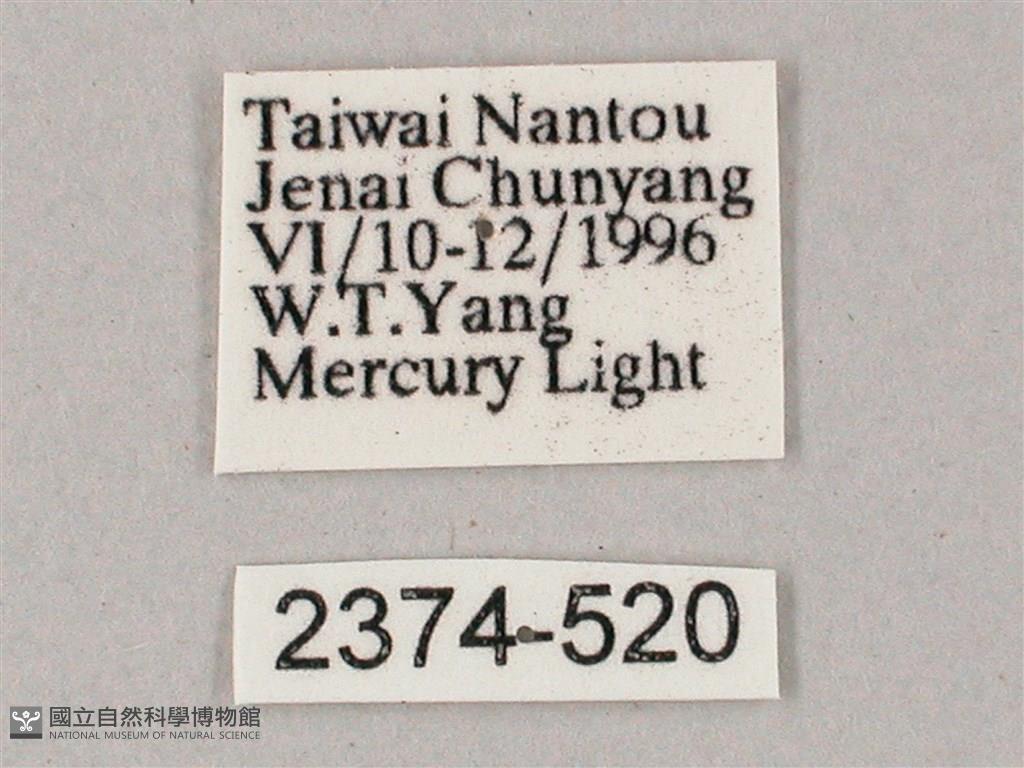 Taiwai Nantou
Jenai Chunyang
VI/10-12/1996
W.T.Yang
Mercury Light
2374-520
國立自然科學博物館
NATIONAL MUSEUM OF NATURAL SCIENCE